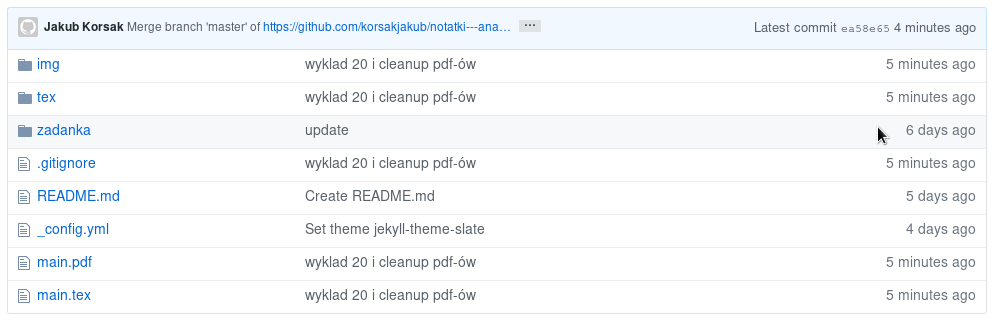 Jakub Korsak Merge branch 'master' of https://github.com/korsakjakub/notatki---ana… ... Latest commit ea58e65 4 minutes ago
img wyklad 20 i cleanup pdf-ów 5 minutes ago
tex wyklad 20 i cleanup pdf-ów 5 minutes ago
zadanka update 6 days ago
.gitignore wyklad 20 i cleanup pdf-ów 5 minutes ago
README.md Create README.md 5 days ago
_config.yml Set theme jekyll-theme-slate 4 days ago
main.pdf wyklad 20 i cleanup pdf-ów 5 minutes ago
main.tex wyklad 20 i cleanup pdf-ów 5 minutes ago